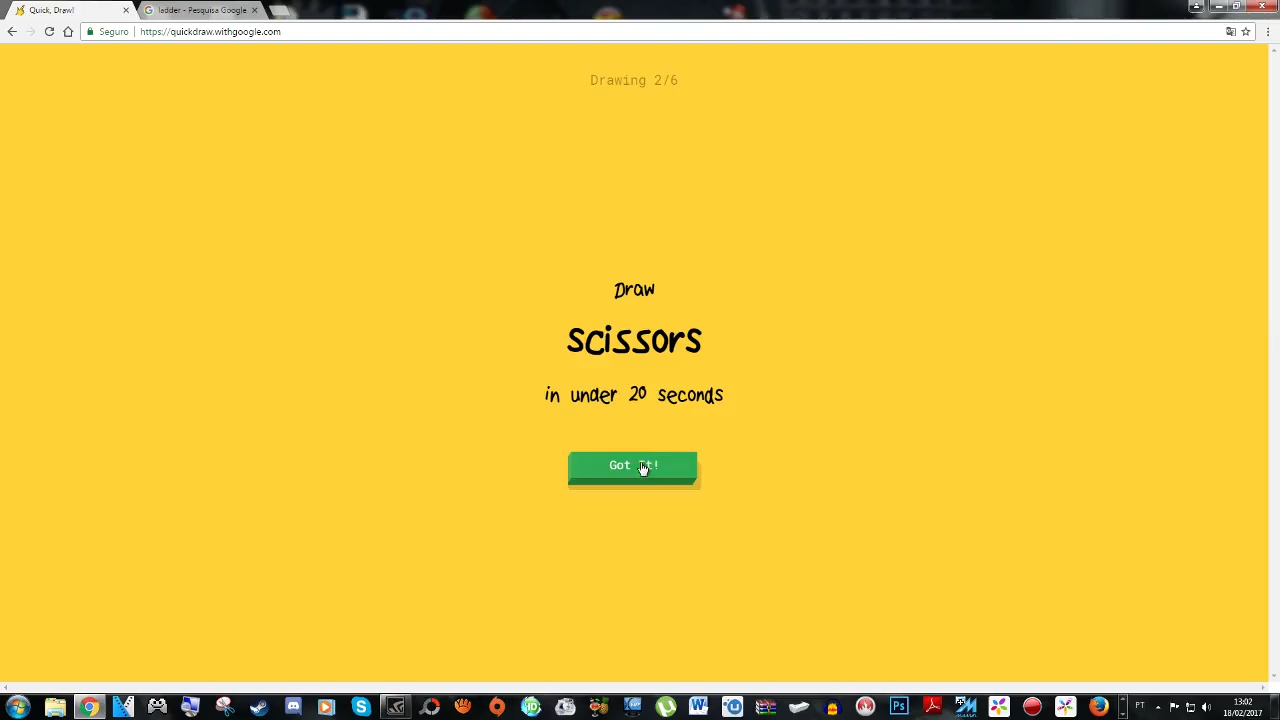 Quick, Draw!
ladder - Pesquisa Google
Seguro
https://quickdraw.withgoogle.com
Drawing 2/6
Draw
scissors
in under 20 seconds
Got It!
PT
13:02
18/02/2017